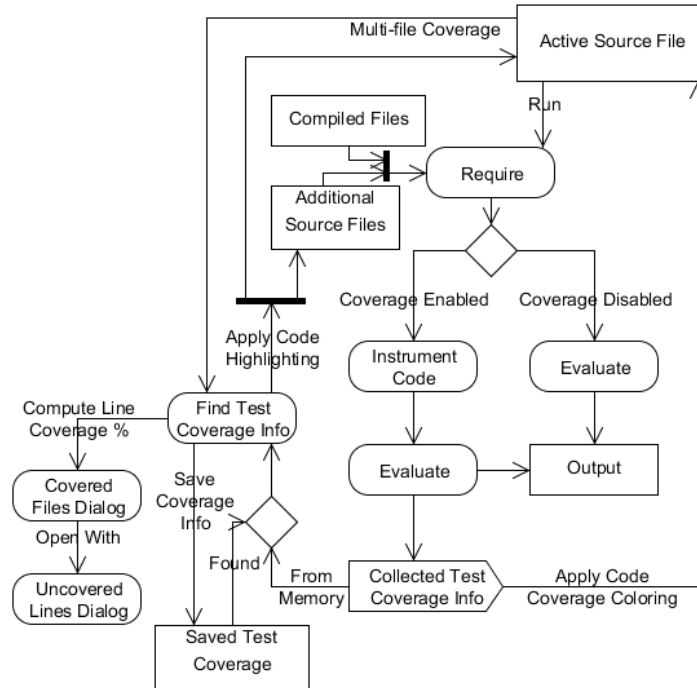 Multi-file Coverage
Active Source File
Run
Compiled Files
Require
Additional
Source Files
Coverage Enabled
Coverage Disabled
Apply Code
Highlighting
Instrument
Code
Evaluate
Compute Line
Coverage %
Find Test
Coverage Info
Save
Coverage
Info
Evaluate
Output
Covered
Files Dialog
Open With
Found
Uncovered
Lines Dialog
From
Memory
Collected Test
Coverage Info
Apply Code
Coverage Coloring
Saved Test
Coverage